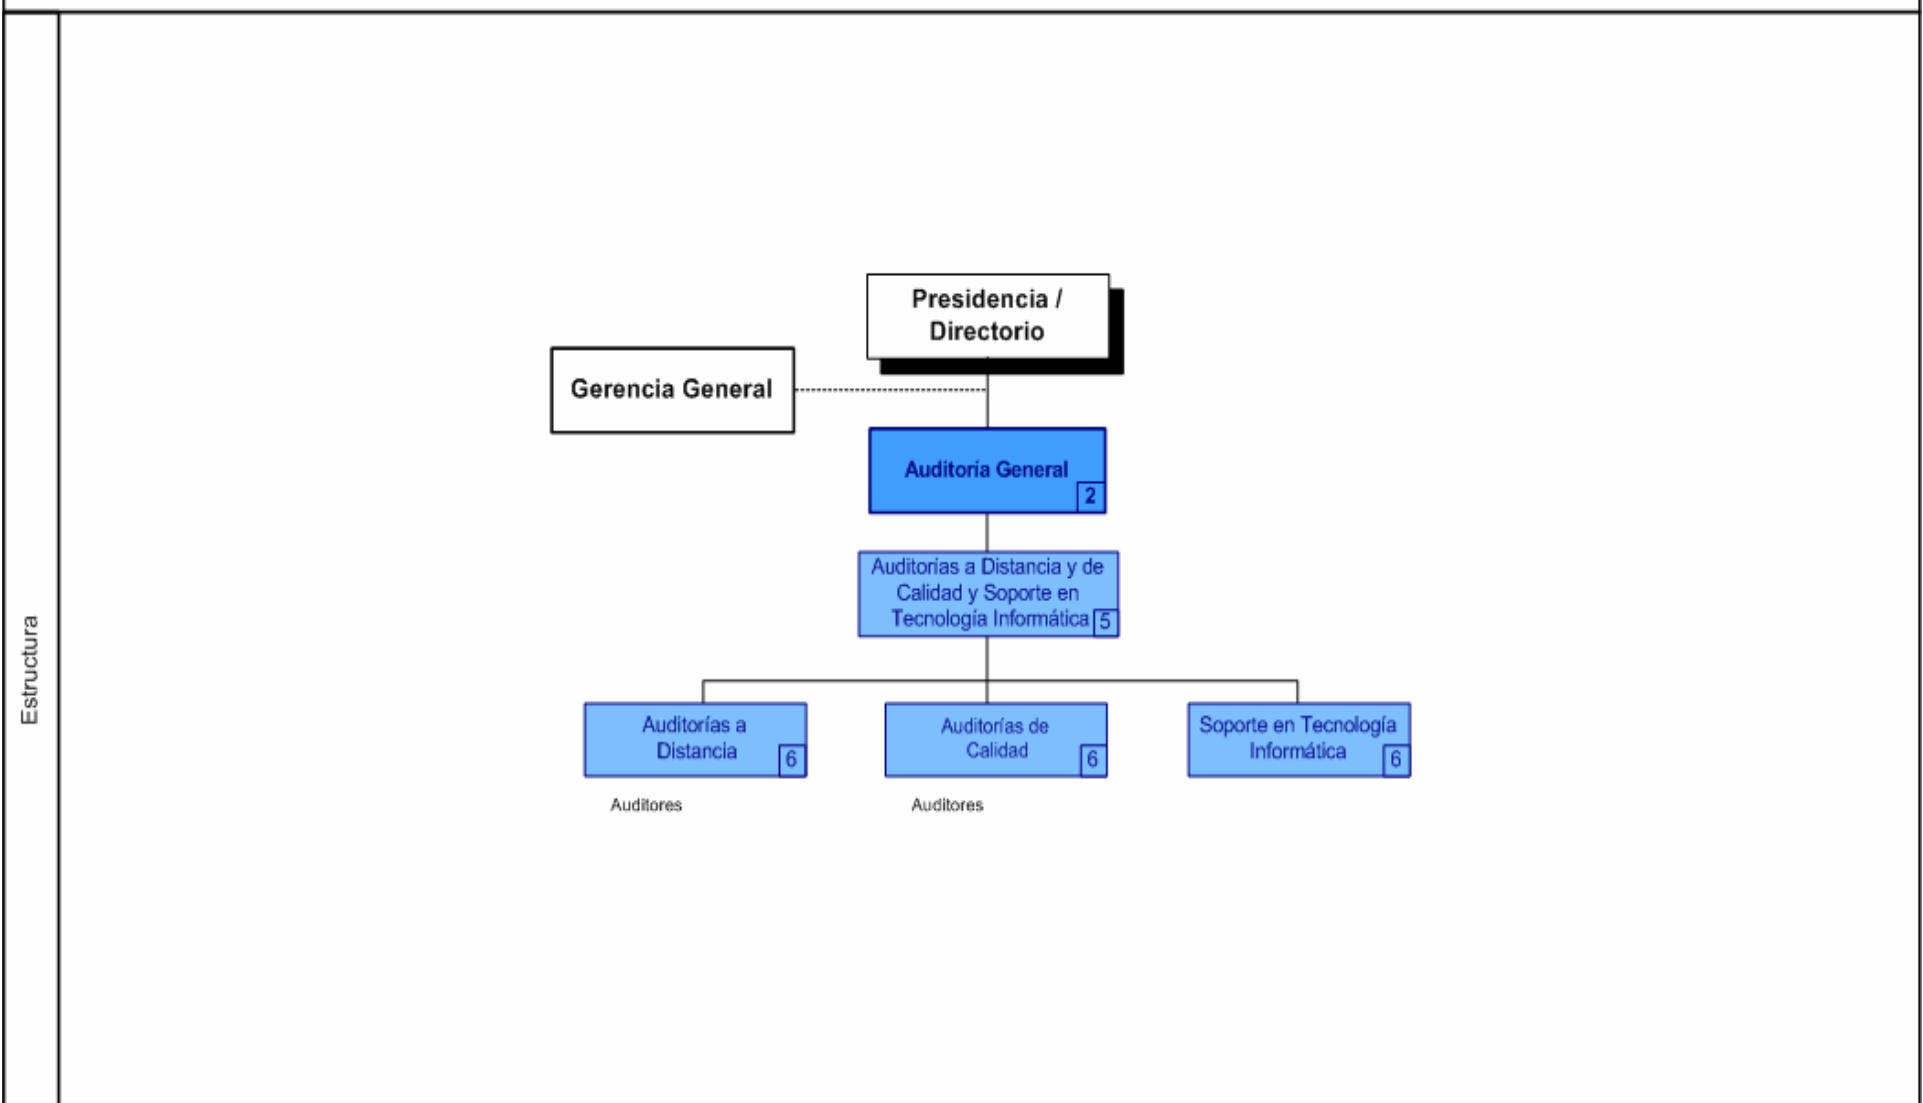 Estructura
Presidencia /
Directorio
Gerencia General
Auditoría General
2
Auditorías a Distancia y de
Calidad y Soporte en
Tecnología Informática
5
Auditorías a
Distancia
6
Auditores
Auditorías de
Calidad
6
Auditores
Soporte en Tecnología
Informática
6